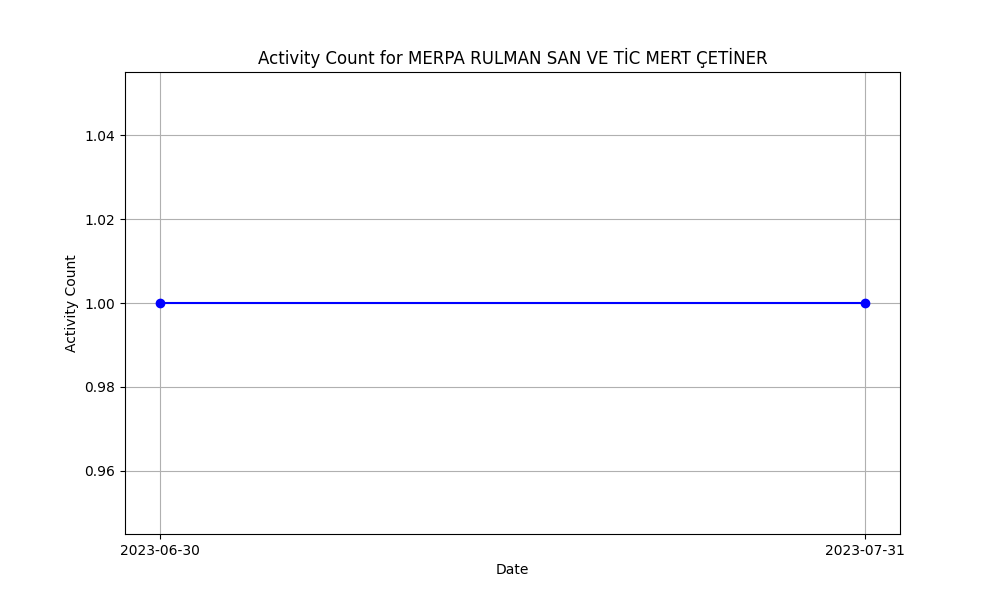 Activity Count for MERPA RULMAN SAN VE TİC MERT ÇETİNER
1.04
1.02
1.00
0.98
0.96
Activity Count
2023-06-30
2023-07-31
Date